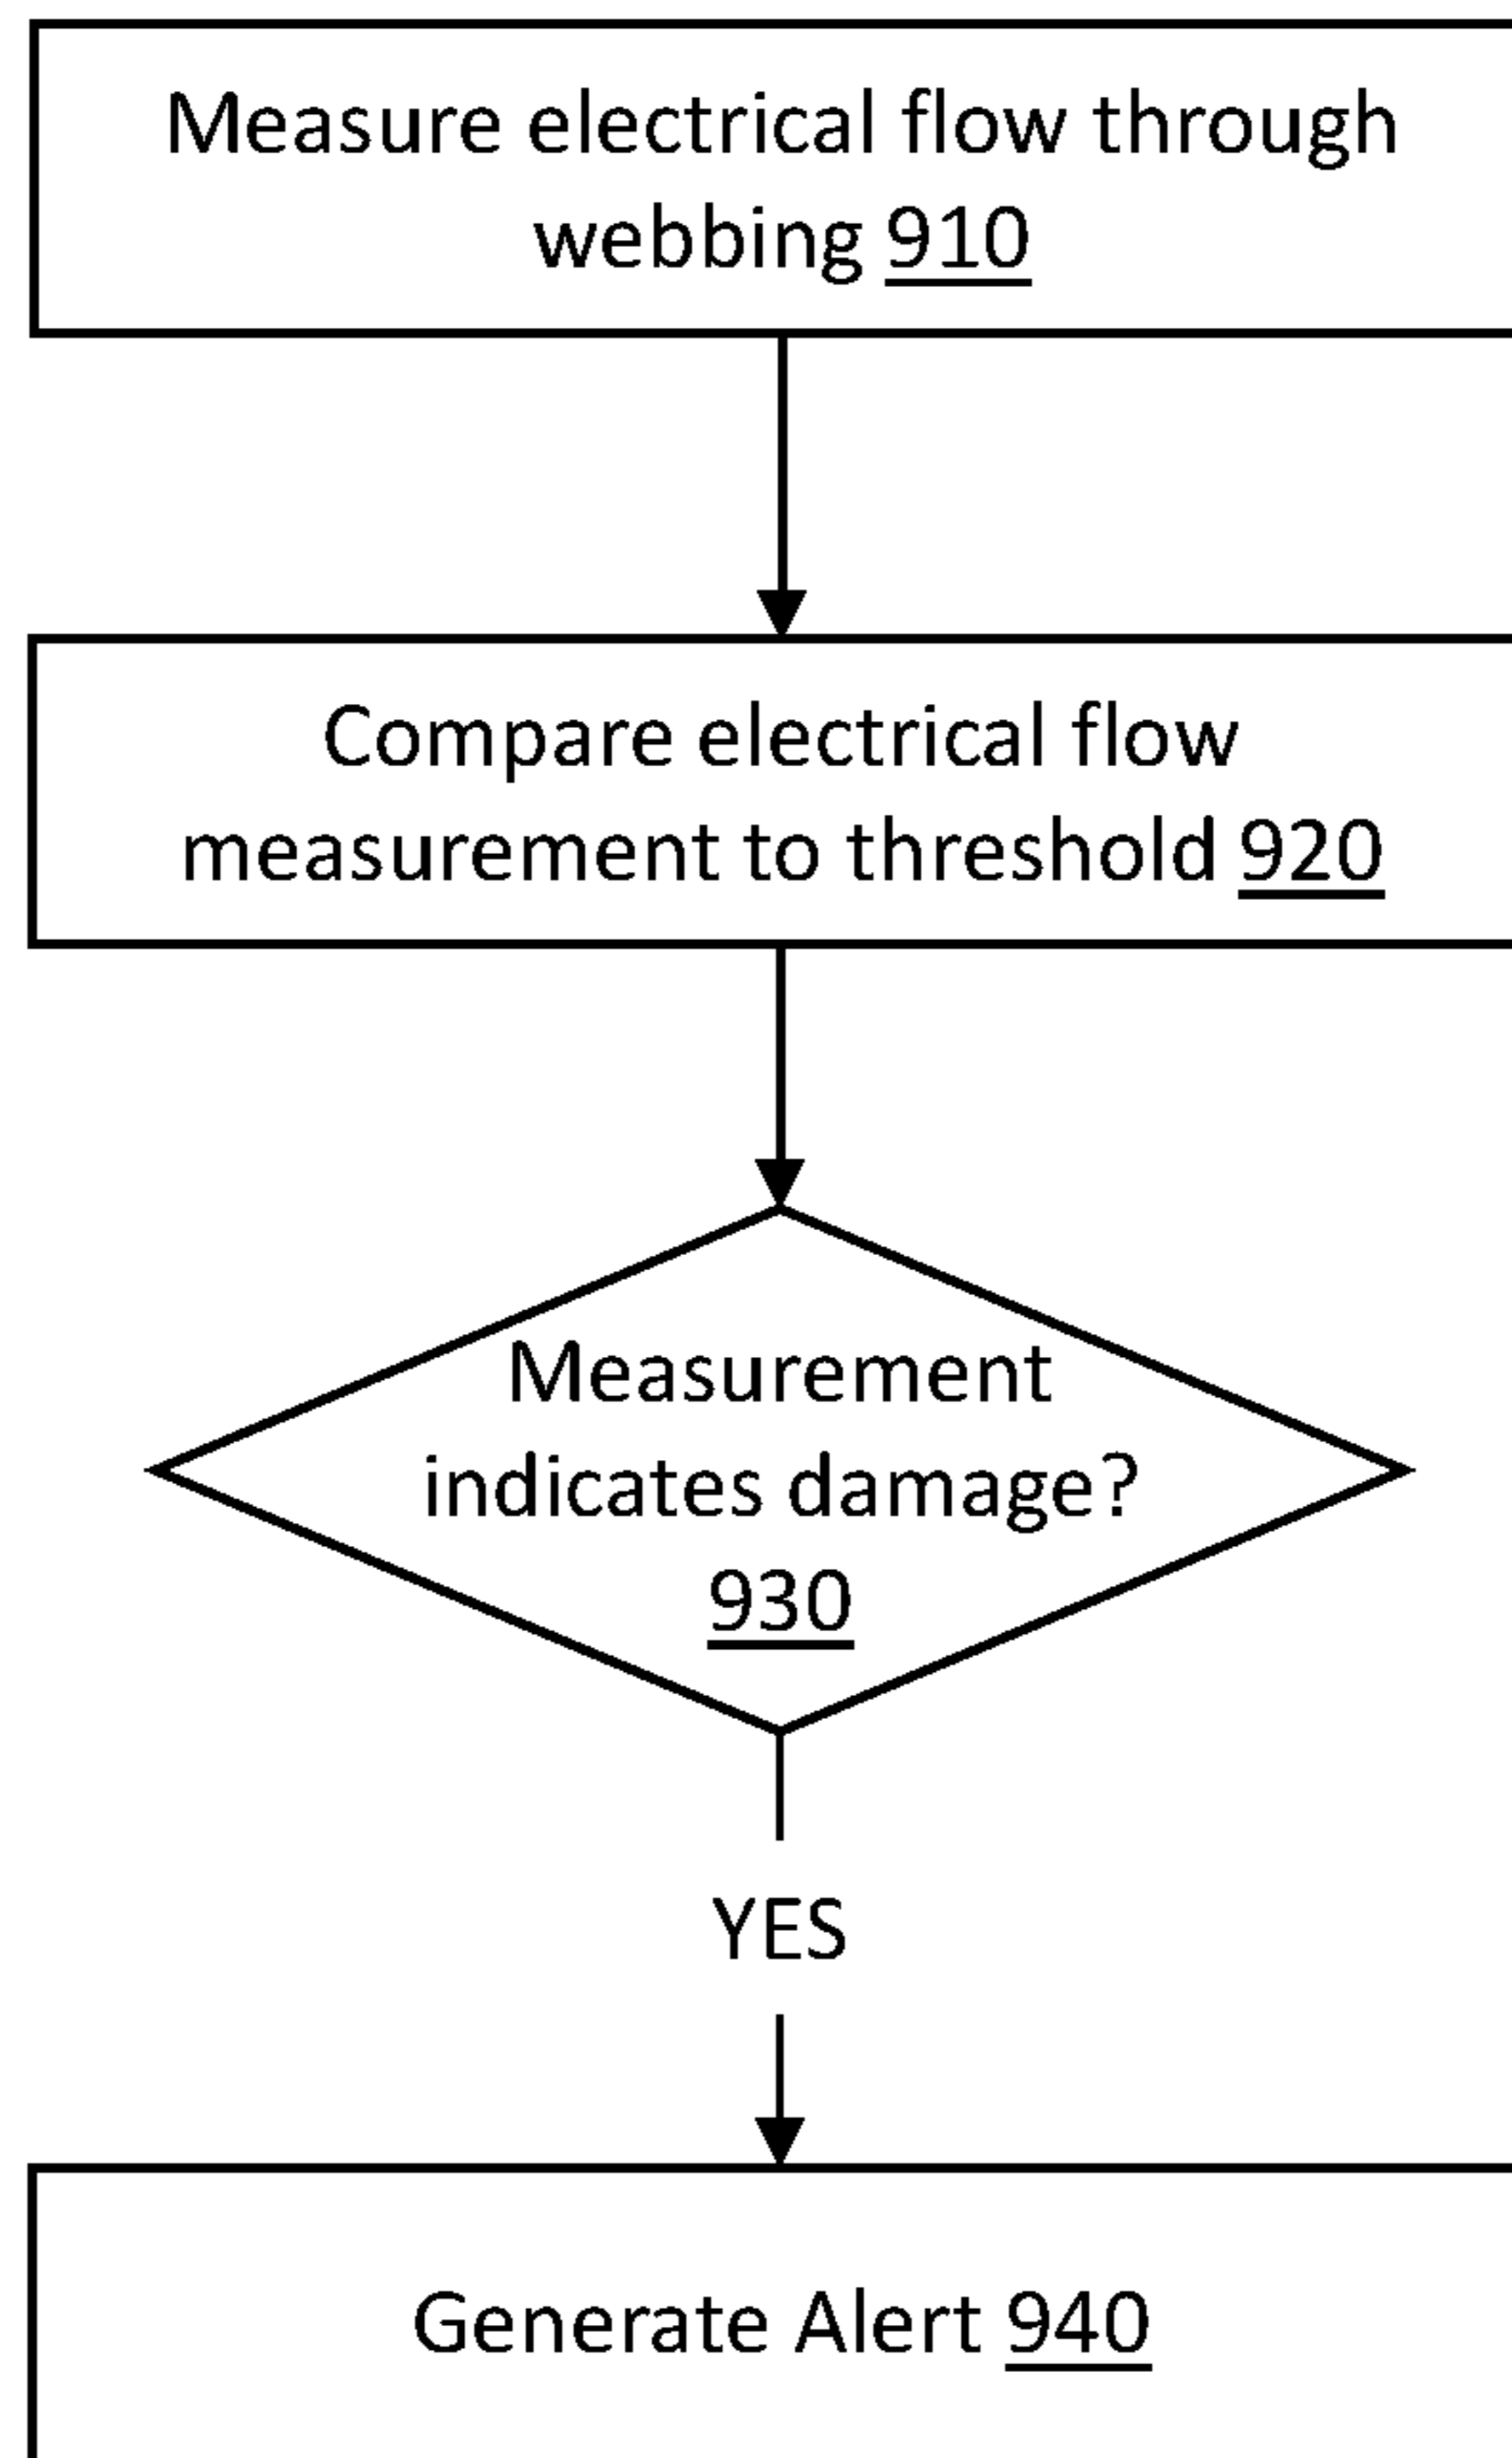 Measure electrical flow through
webbing 910
Compare electrical flow
measurement to threshold 920
Measurement
indicates damage?
930
YES
Generate Alert 940